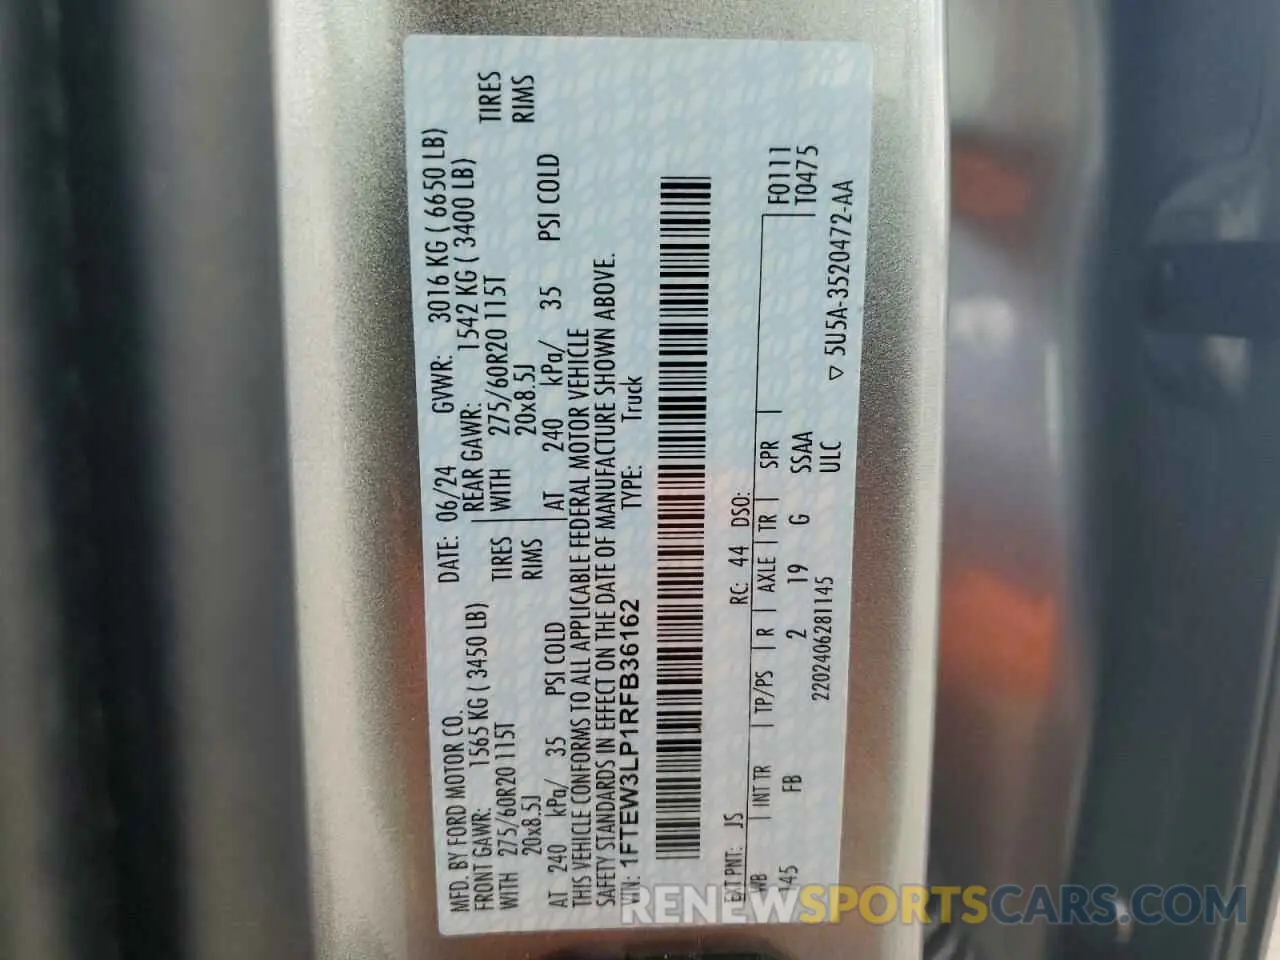 MFD. BY FORD MOTOR CO.
DATE: 06/24 GVWR: 3016 KG ( 6650 LB)
FRONT GAWR: 1565 KG ( 3450 LB)
REAR GAWR: 1542 KG ( 3400 LB)
WITH 275/60R20 115T TIRES
WITH 275/60R20 115T TIRES
20x8.5J RIMS
20x8.5J RIMS
AT 240 kPa/ 35 PSI COLD
AT 240 kPa/ 35 PSI COLD
THIS VEHICLE CONFORMS TO ALL APPLICABLE FEDERAL MOTOR VEHICLE
SAFETY STANDARDS IN EFFECT ON THE DATE OF MANUFACTURE SHOWN ABOVE.
VIN: 1FTEW3LP1RFB36162 TYPE: Truck
EXT PNT: JS RC: 44 DSO:
WB INT TR TP/PS R AXLE TR SPR F0111
145 FB 2 19 G SSAA T0475
2202406281145 ULC
▽ 5U5A-3520472-AA
RENEWSPORTSCARS.COM